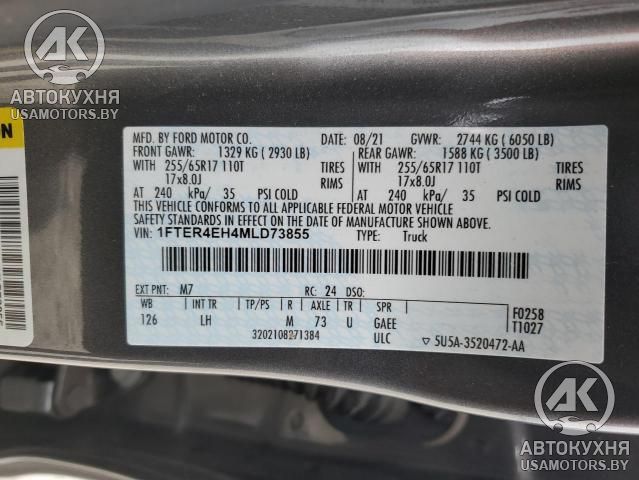 AK
АВТОКУХНЯ
USAMOTORS.BY
MFD. BY FORD MOTOR CO. 08/21 GVWR: 2744 KG ( 6050 LB)
FRONT GAWR: 1329 KG ( 2930 LB) REAR GAWR: 1588 KG ( 3500 LB)
WITH 255/65R17 110T TIRES WITH 255/65R17 110T TIRES
17x8.0J RIMS 17x8.0J RIMS
AT 240 kPa/ 35 PSI COLD AT 240 kPa/ 35 PSI COLD
THIS VEHICLE CONFORMS TO ALL APPLICABLE FEDERAL MOTOR VEHICLE
SAFETY STANDARDS IN EFFECT ON THE DATE OF MANUFACTURE SHOWN ABOVE.
VIN: 1FTER4EH4MLD73855 TYPE: Truck
EXT PNT: M7 RC: 24 DSO:
WB INT TR TP/PS R AXLE TR SPR F0258
126 LH M 73 U GAEE T1027
3202108271384 ULC 5U5A-3520472-AA
AK
АВТОКУХНЯ
USAMOTORS.BY